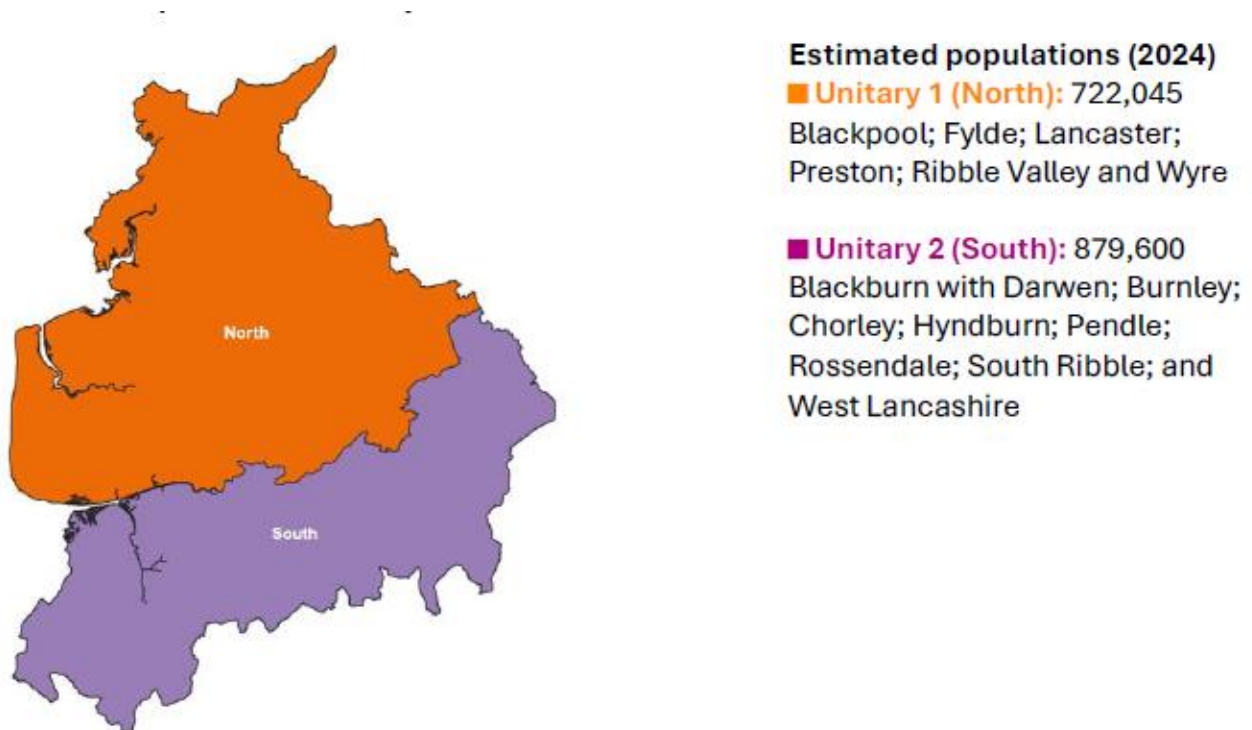 North
South
Estimated populations (2024)
Unitary 1 (North): 722,045
Blackpool; Fylde; Lancaster;
Preston; Ribble Valley and Wyre
Unitary 2 (South): 879,600
Blackburn with Darwen; Burnley;
Chorley; Hyndburn; Pendle;
Rossendale; South Ribble; and
West Lancashire